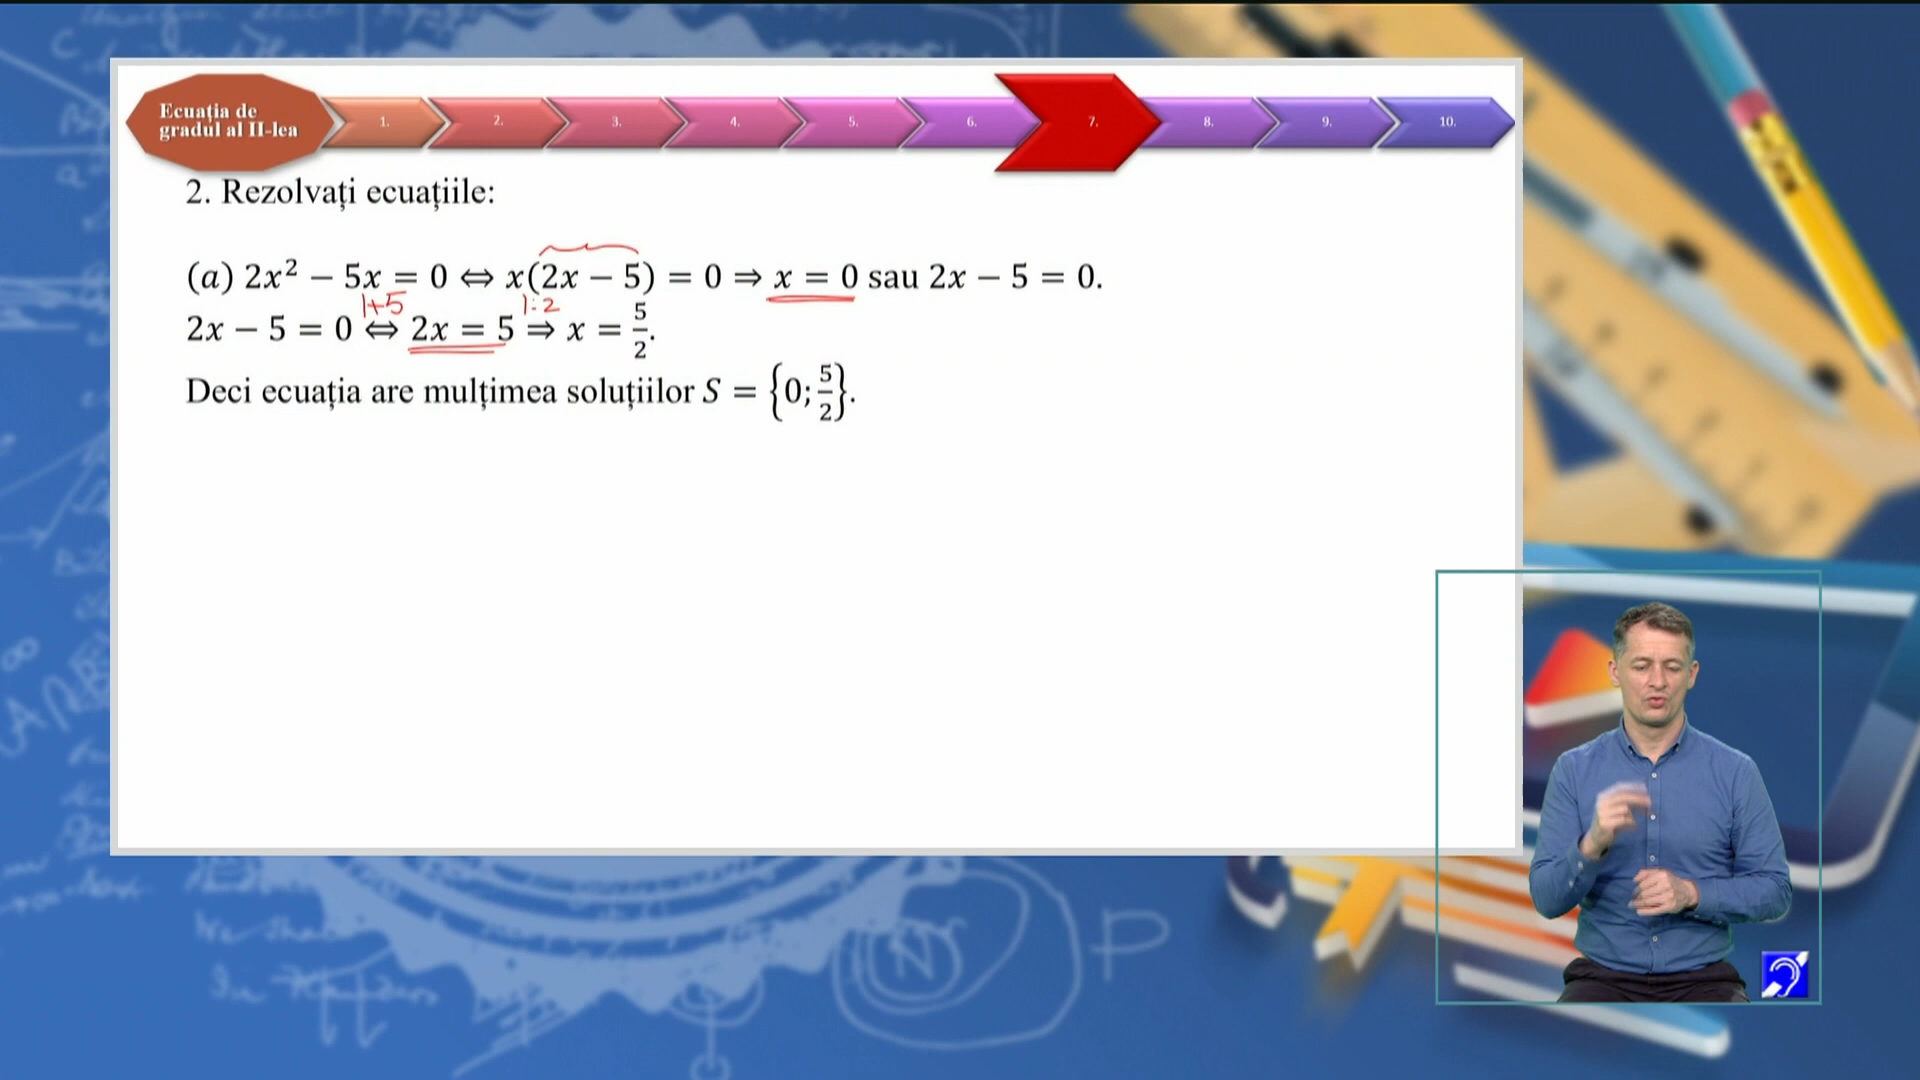 Ecuația de
gradul al II-lea
1. 2. 3. 4. 5. 6. 7. 8. 9. 10.
2. Rezolvați ecuațiile:
(a) 2x² − 5x = 0 ⇔ x(2x − 5) = 0 ⇒ x = 0 sau 2x − 5 = 0.
|+5 |:2
2x − 5 = 0 ⇔ 2x = 5 ⇒ x = 5/2.
Deci ecuația are mulțimea soluțiilor S = {0; 5/2}.
N
P